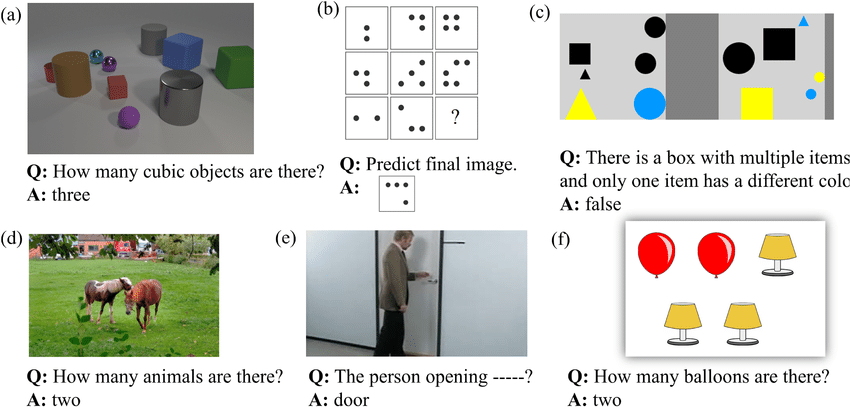 (a)
(b)
(c)
Q: How many cubic objects are there?
A: three
?
Q: Predict final image.
A:
Q: There is a box with multiple items
and only one item has a different colo
A: false
(d)
(e)
(f)
Q: How many animals are there?
A: two
Q: The person opening -----?
A: door
Q: How many balloons are there?
A: two